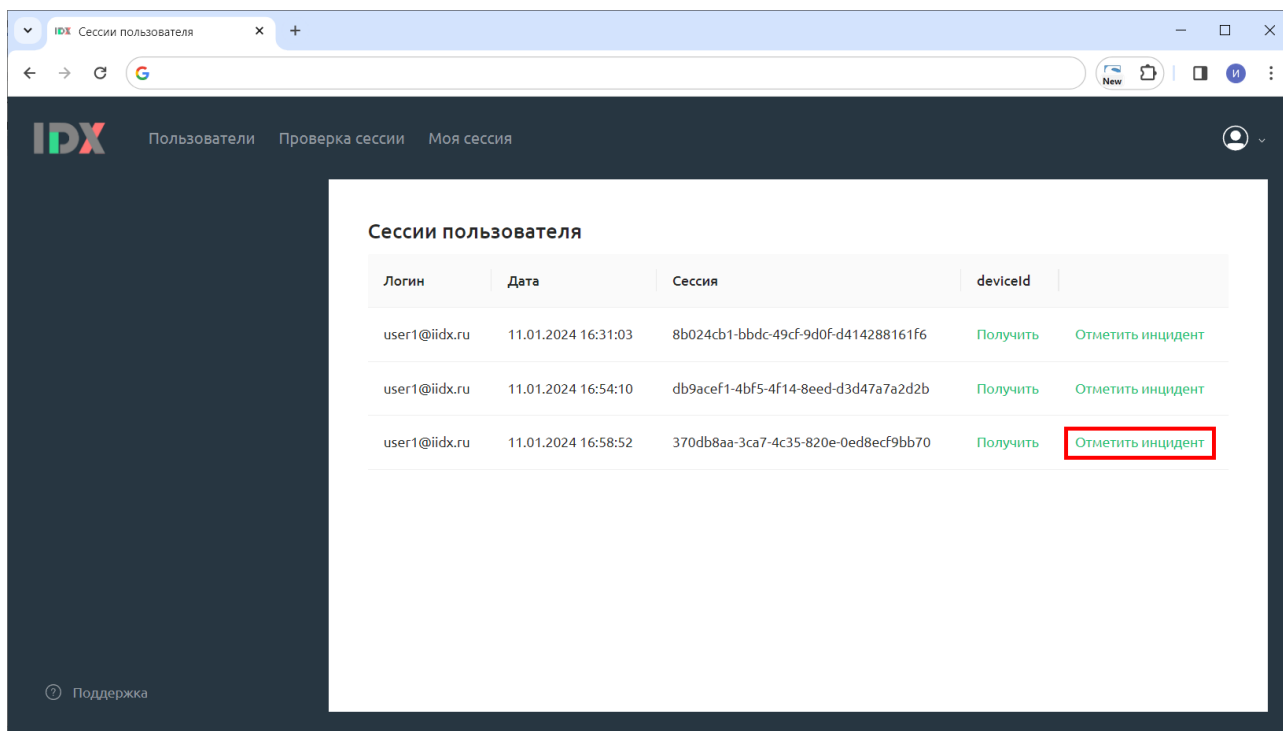 IDX Сессии пользователя
New
И
IDX Пользователи Проверка сессии Моя сессия
Сессии пользователя
Логин Дата Сессия deviceId
user1@iidx.ru 11.01.2024 16:31:03 8b024cb1-bbdc-49cf-9d0f-d414288161f6 Получить Отметить инцидент
user1@iidx.ru 11.01.2024 16:54:10 db9acef1-4bf5-4f14-8eed-d3d47a7a2d2b Получить Отметить инцидент
user1@iidx.ru 11.01.2024 16:58:52 370db8aa-3ca7-4c35-820e-0ed8ecf9bb70 Получить Отметить инцидент
? Поддержка